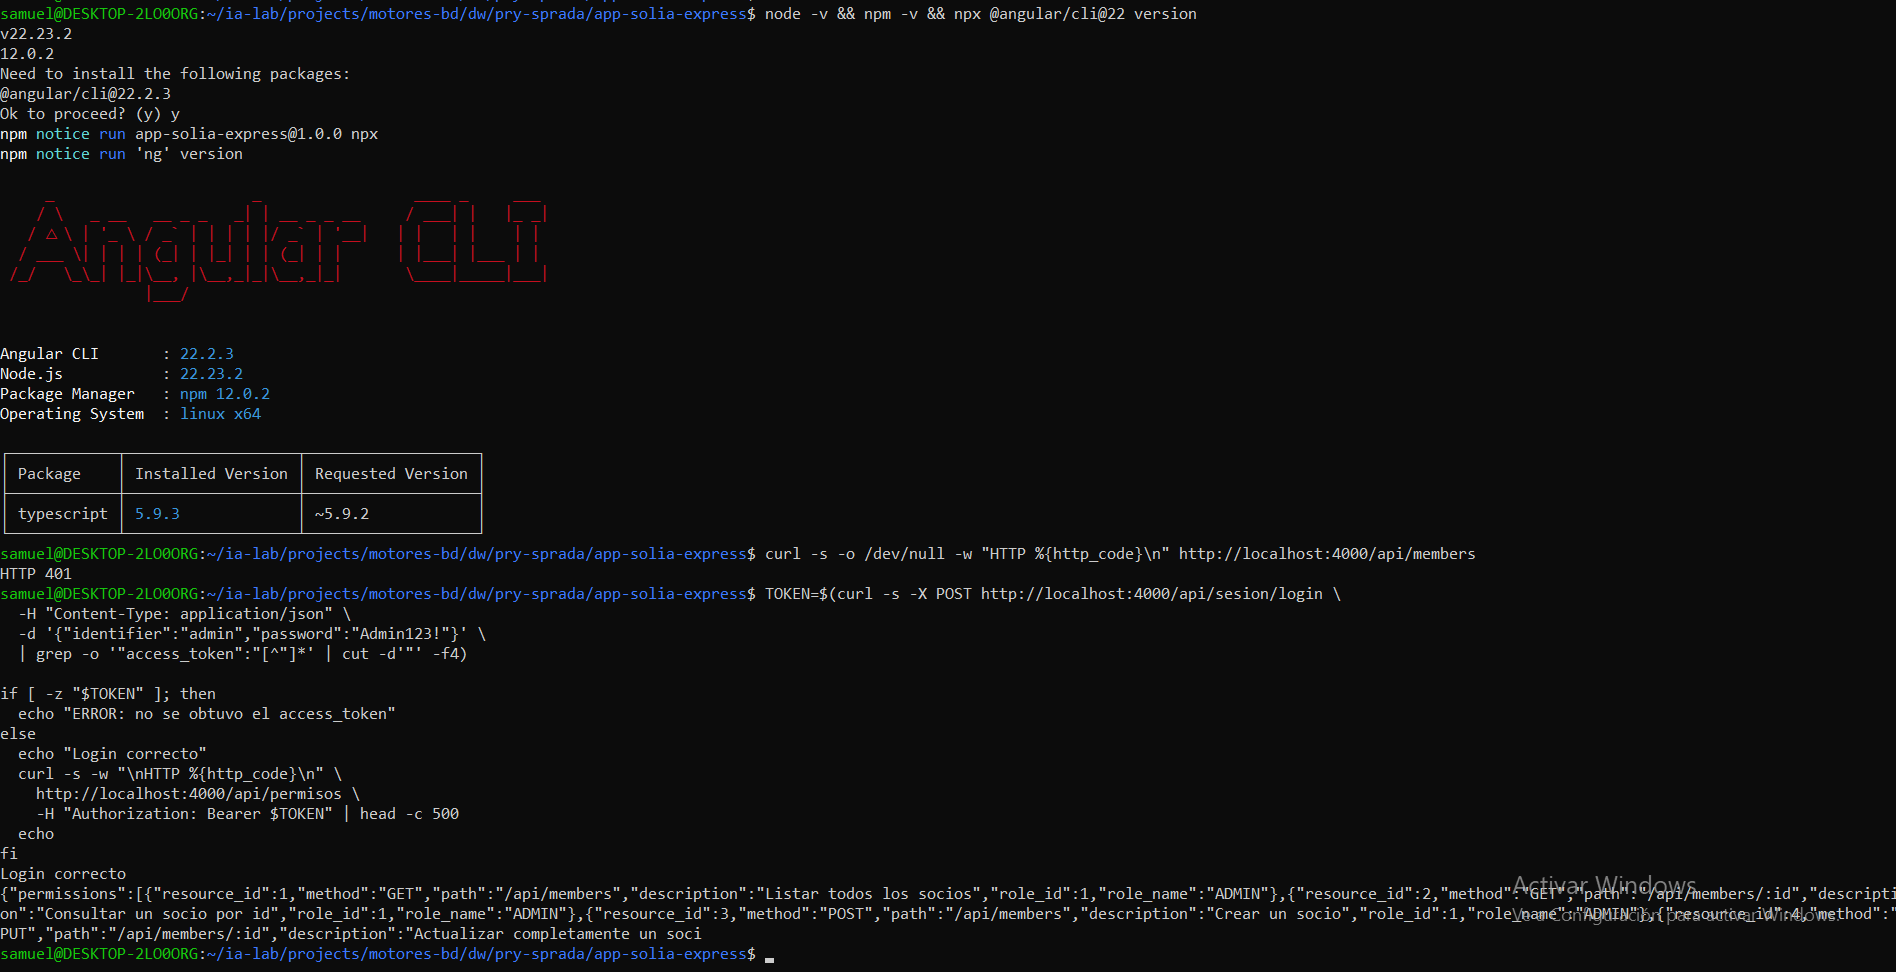 samuel@DESKTOP-2LO0ORG:~/ia-lab/projects/motores-bd/dw/pry-sprada/app-solia-express$ node -v && npm -v && npx @angular/cli@22 version
v22.23.2
12.0.2
Need to install the following packages:
@angular/cli@22.2.3
Ok to proceed? (y) y
npm notice run app-solia-express@1.0.0 npx
npm notice run 'ng' version
Angular CLI
Angular CLI       : 22.2.3
Node.js           : 22.23.2
Package Manager   : npm 12.0.2
Operating System  : linux x64
Package Installed Version Requested Version
typescript 5.9.3 ~5.9.2
samuel@DESKTOP-2LO0ORG:~/ia-lab/projects/motores-bd/dw/pry-sprada/app-solia-express$ curl -s -o /dev/null -w "HTTP %{http_code}\n" http://localhost:4000/api/members
HTTP 401
samuel@DESKTOP-2LO0ORG:~/ia-lab/projects/motores-bd/dw/pry-sprada/app-solia-express$ TOKEN=$(curl -s -X POST http://localhost:4000/api/sesion/login \
  -H "Content-Type: application/json" \
  -d '{"identifier":"admin","password":"Admin123!"}' \
  | grep -o '"access_token":"[^"]*' | cut -d'"' -f4)
if [ -z "$TOKEN" ]; then
  echo "ERROR: no se obtuvo el access_token"
else
  echo "Login correcto"
  curl -s -w "\nHTTP %{http_code}\n" \
    http://localhost:4000/api/permisos \
    -H "Authorization: Bearer $TOKEN" | head -c 500
  echo
fi
Login correcto
{"permissions":[{"resource_id":1,"method":"GET","path":"/api/members","description":"Listar todos los socios","role_id":1,"role_name":"ADMIN"},{"resource_id":2,"method":"GET","path":"/api/members/:id","descripti
on":"Consultar un socio por id","role_id":1,"role_name":"ADMIN"},{"resource_id":3,"method":"POST","path":"/api/members","description":"Crear un socio","role_id":1,"role_name":"ADMIN"},{"resource_id":4,"method":"
PUT","path":"/api/members/:id","description":"Actualizar completamente un soci
samuel@DESKTOP-2LO0ORG:~/ia-lab/projects/motores-bd/dw/pry-sprada/app-solia-express$
Activar Windows
Ve a Configuración para activar Windows.